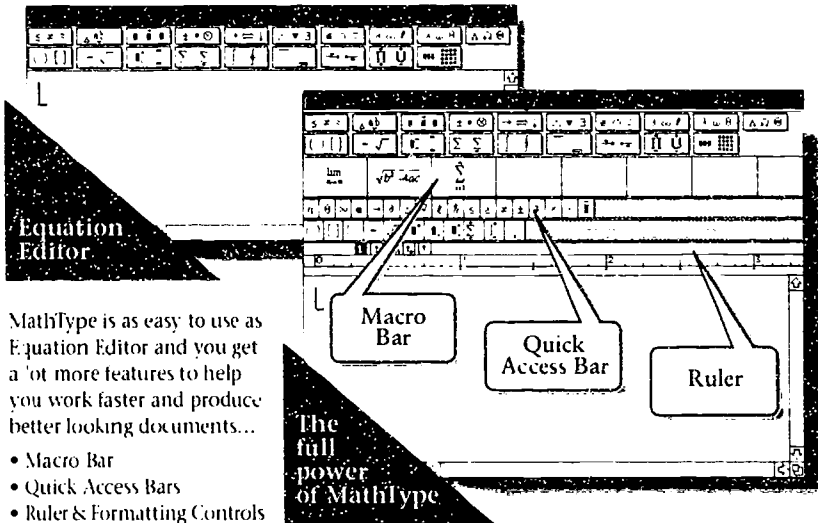 Equation
Editor
lim
Macro
Bar
Quick
Access Bar
Ruler
MathType is as easy to use as
Equation Editor and you get
a lot more features to help
you work faster and produce
better looking documents...
• Macro Bar
• Quick Access Bars
• Ruler & Formatting Controls
The
full
power
of MathType